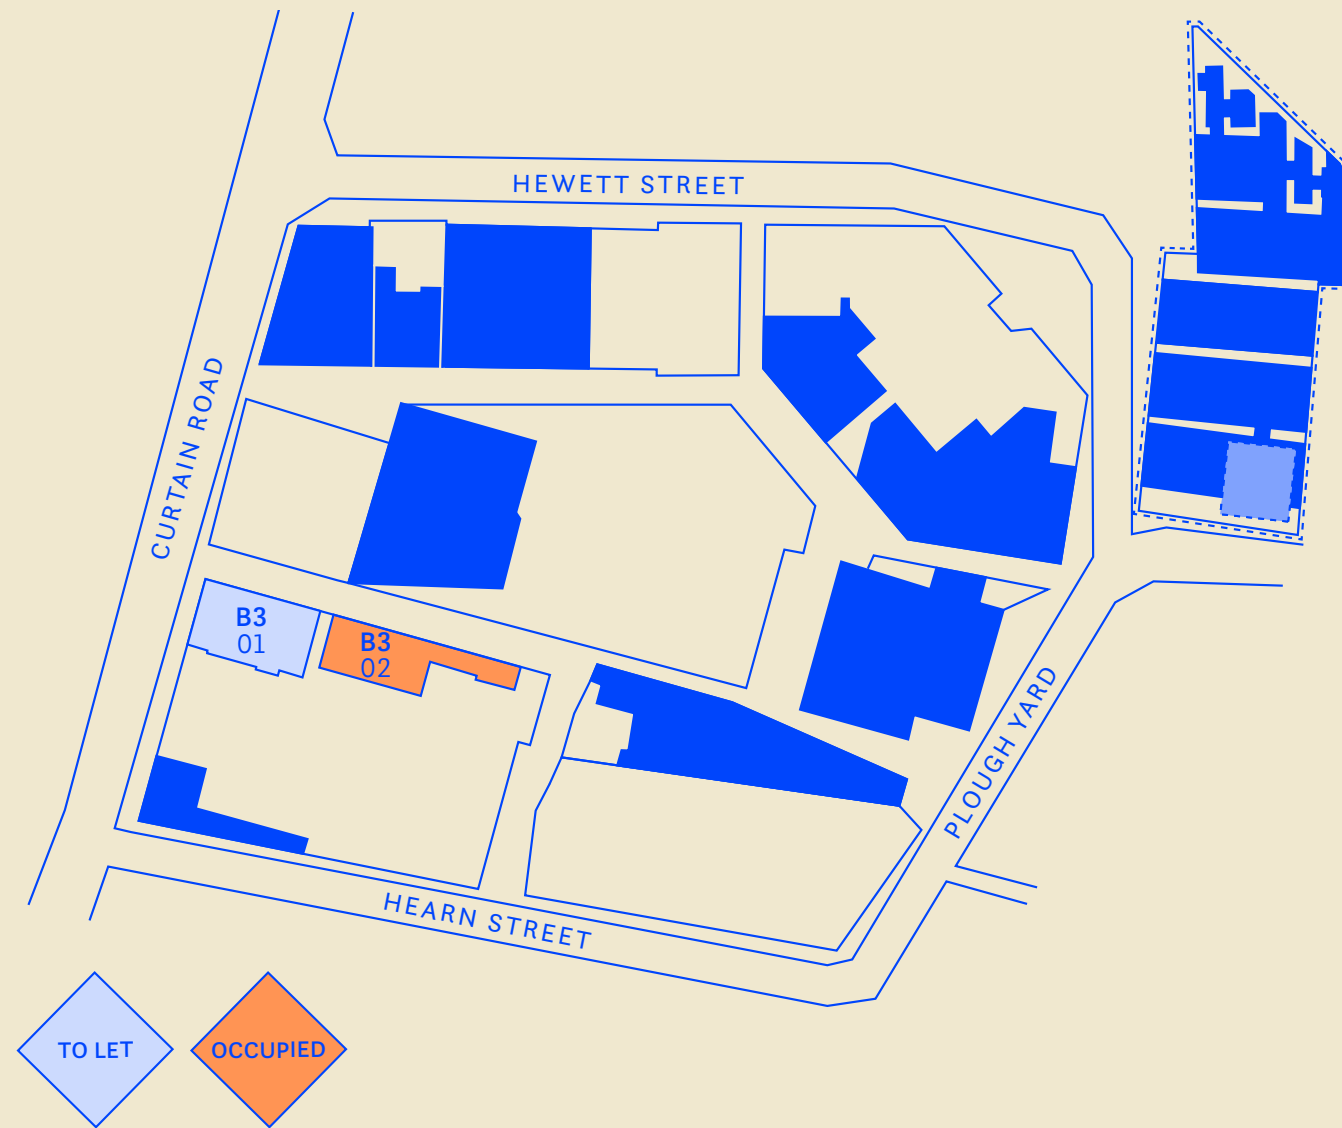 HEWETT STREET
CURTAIN ROAD
B3
01
B3
02
PLOUGH YARD
HEARN STREET
TO LET
OCCUPIED